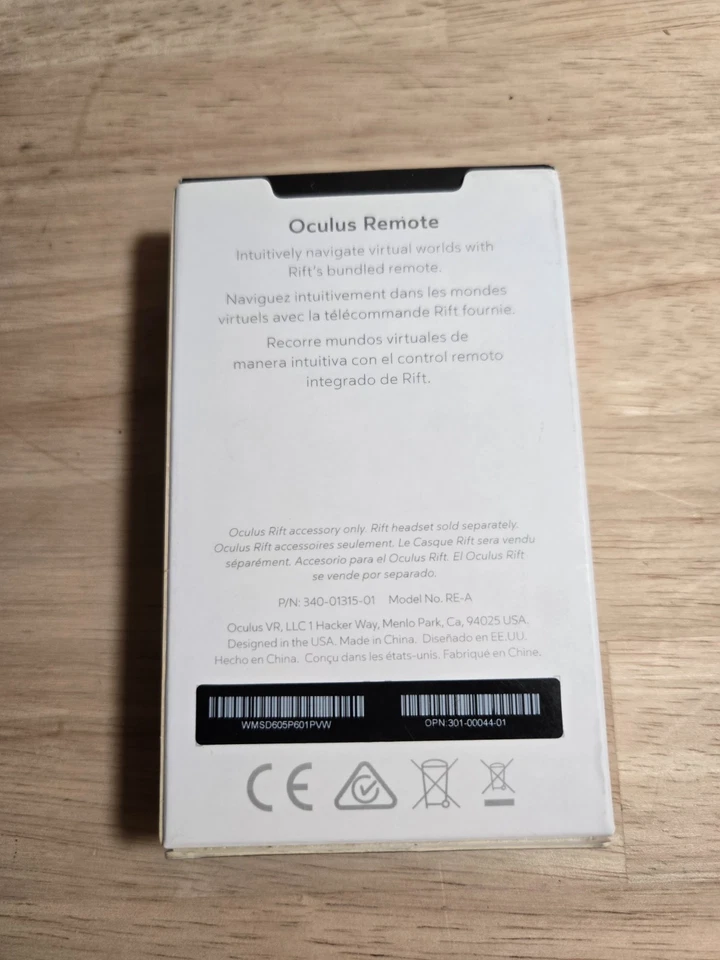 Oculus Remote
Intuitively navigate virtual worlds with
Rift's bundled remote.
Naviguez intuitivement dans les mondes
virtuels avec la télécommande Rift fournie.
Recorre mundos virtuales de
manera intuitiva con el control remoto
integrado de Rift.
Oculus Rift accessory only. Rift headset sold separately.
Oculus Rift accessoires seulement. Le Casque Rift sera vendu
séparément. Accesorio para el Oculus Rift. El Oculus Rift
se vende por separado.
P/N: 340-01315-01 Model No. RE-A
Oculus VR, LLC 1 Hacker Way, Menlo Park, Ca, 94025 USA.
Designed in the USA. Made in China. Diseñado en EE.UU.
Hecho en China. Conçu dans les états-unis. Fabriqué en Chine.
WMSD605P601PVW OPN:301-00044-01
CE